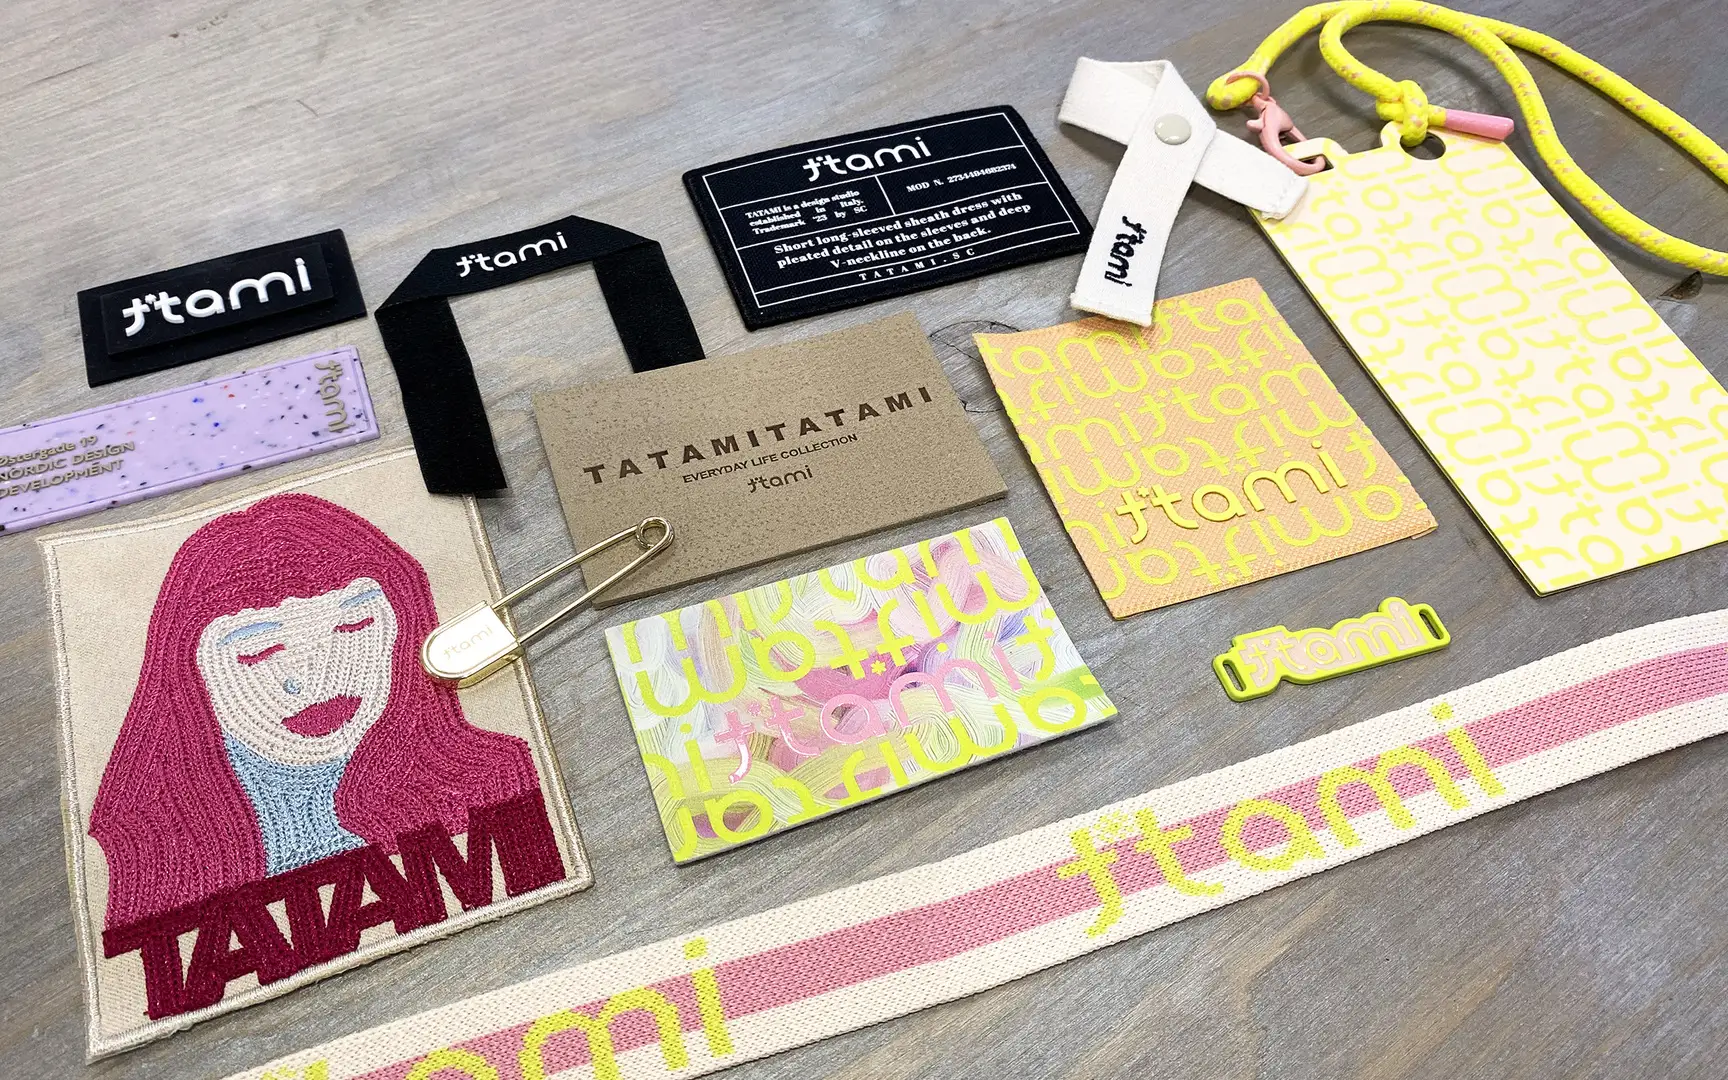 tatami
tatami
tatami
TATAMI is a design studio
established in Italy.
Trademark '23 by SC
MOD N. 2734494682374
Short long-sleeved sheath dress with
pleated detail on the sleeves and deep
V-neckline on the back.
TATAMI.SC
tatami
tatami
Østergade 19
NORDIC DESIGN
DEVELOPMENT
TATAMITATAMI
EVERYDAY LIFE COLLECTION
tatami
tatami
tatami
tatami
tatami
tatami
TATAMI
tatami
tami